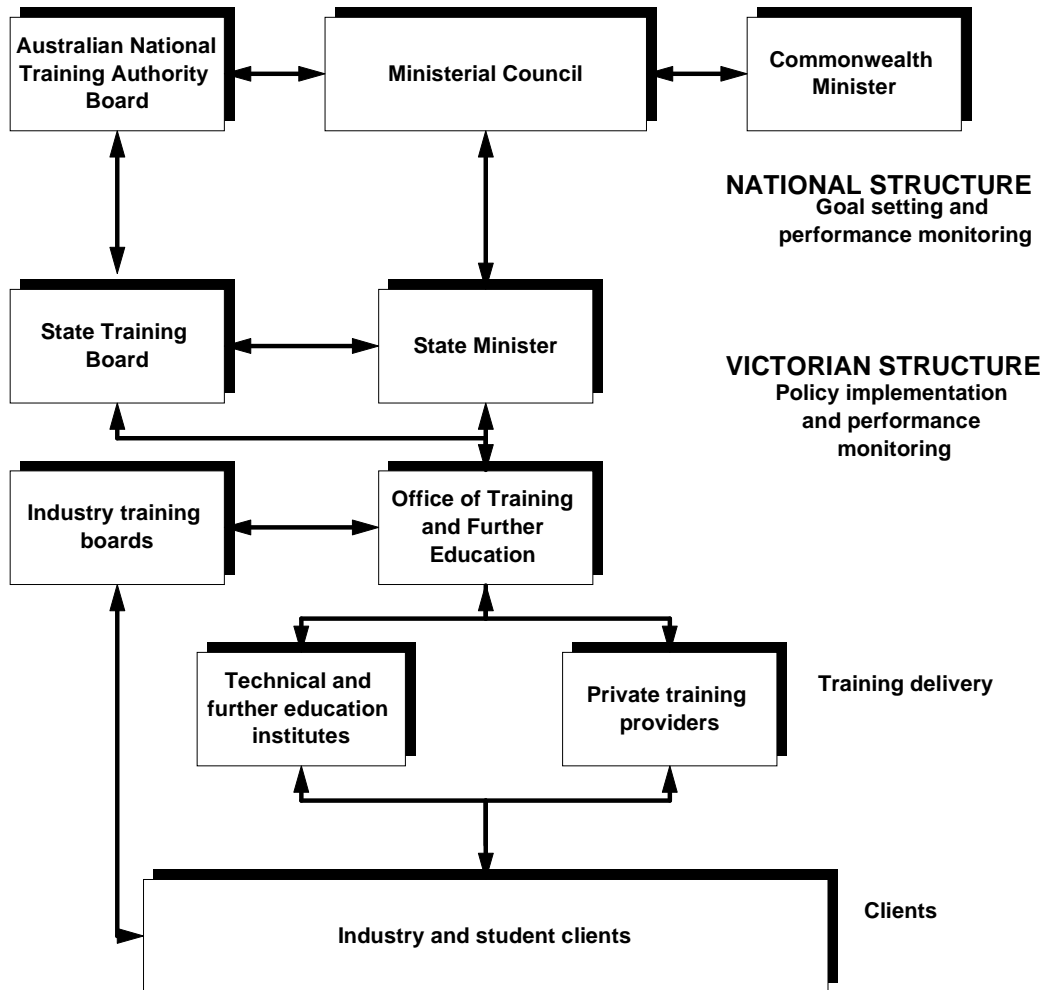 Australian National
Training Authority
Board
Ministerial Council
Commonwealth
Minister
NATIONAL STRUCTURE
Goal setting and
performance monitoring
State Training
Board
State Minister
VICTORIAN STRUCTURE
Policy implementation
and performance
monitoring
Industry training
boards
Office of Training
and Further
Education
Technical and
further education
institutes
Private training
providers
Training delivery
Clients
Industry and student clients